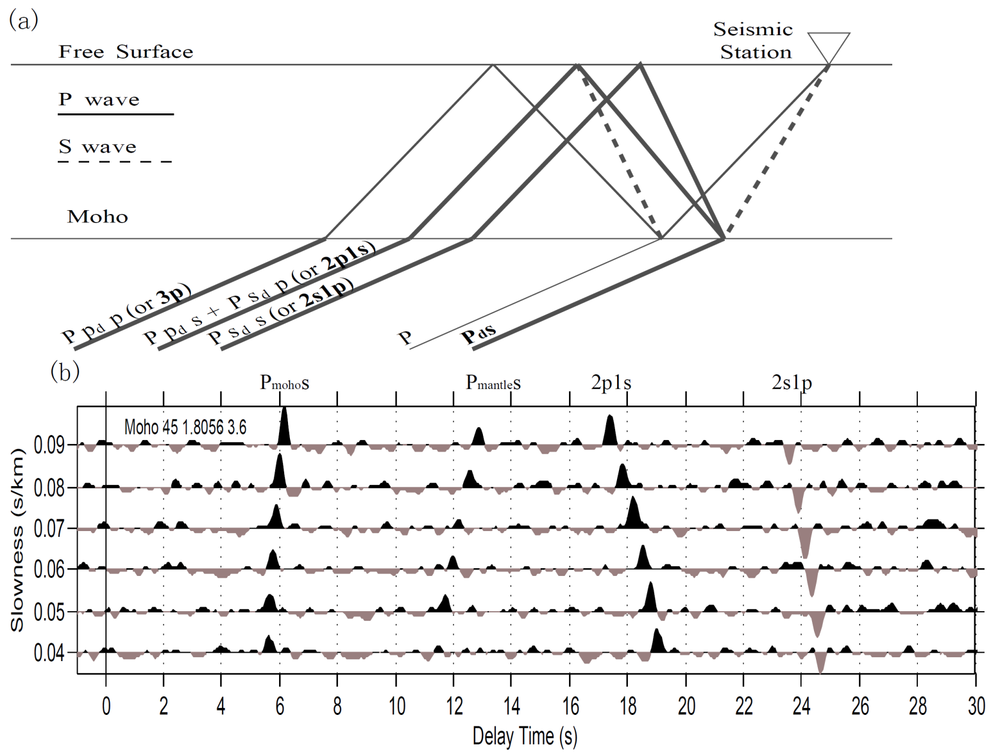 (a)
Seismic
Station
Free Surface
P wave
S wave
Moho
P pd p (or 3p)
P pd s + P sd p (or 2p1s)
P sd s (or 2s1p)
P
Pds
(b)
Pmohos Pmantles 2p1s 2s1p
Moho 45 1.8056 3.6
0.09
0.08
0.07
0.06
0.05
0.04
Slowness (s/km)
0 2 4 6 8 10 12 14 16 18 20 22 24 26 28 30
Delay Time (s)